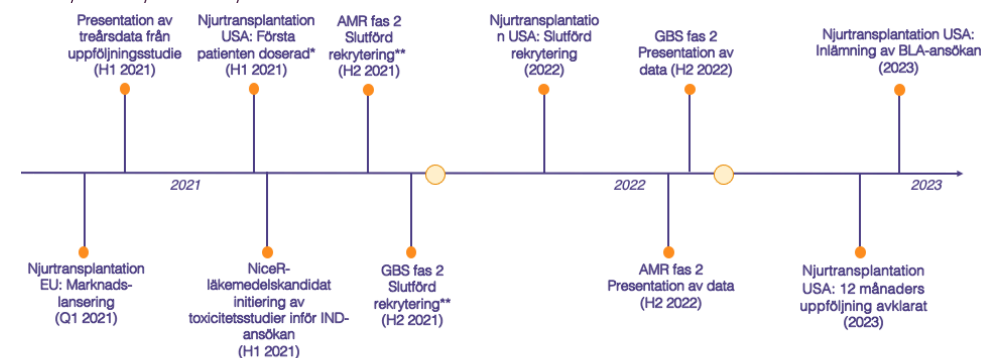 Presentation av
treårsdata från
uppföljningsstudie
(H1 2021)
Njurtransplantation
USA: Första
patienten doserad*
(H1 2021)
AMR fas 2
Slutförd
rekrytering**
(H2 2021)
Njurtransplantatio
n USA: Slutförd
rekrytering
(2022)
GBS fas 2
Presentation av
data (H2 2022)
Njurtransplantation USA:
Inlämning av BLA-ansökan
(2023)
2021
2022
2023
Njurtransplantation
EU: Marknads-
lansering
(Q1 2021)
NiceR-
läkemedelskandidat
initiering av
toxicitetsstudier inför IND-
ansökan
(H1 2021)
GBS fas 2
Slutförd
rekrytering**
(H2 2021)
AMR fas 2
Presentation av data
(H2 2022)
Njurtransplantation
USA: 12 månaders
uppföljning avklarat
(2023)